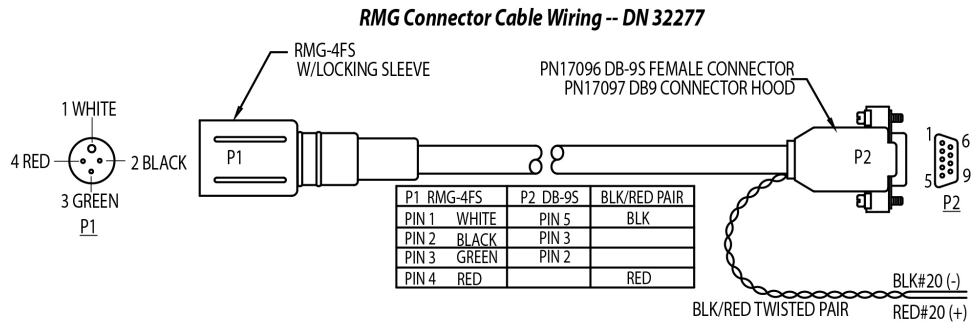 RMG Connector Cable Wiring -- DN 32277
RMG-4FS
W/LOCKING SLEEVE
PN17096 DB-9S FEMALE CONNECTOR
PN17097 DB9 CONNECTOR HOOD
1 WHITE
4 RED
2 BLACK
3 GREEN
P1
P1
P2
1
6
5
9
P2
P1 RMG-4FS P2 DB-9S BLK/RED PAIR
PIN 1 WHITE PIN 5 BLK
PIN 2 BLACK PIN 3
PIN 3 GREEN PIN 2
PIN 4 RED RED
BLK/RED TWISTED PAIR
BLK#20 (-)
RED#20 (+)